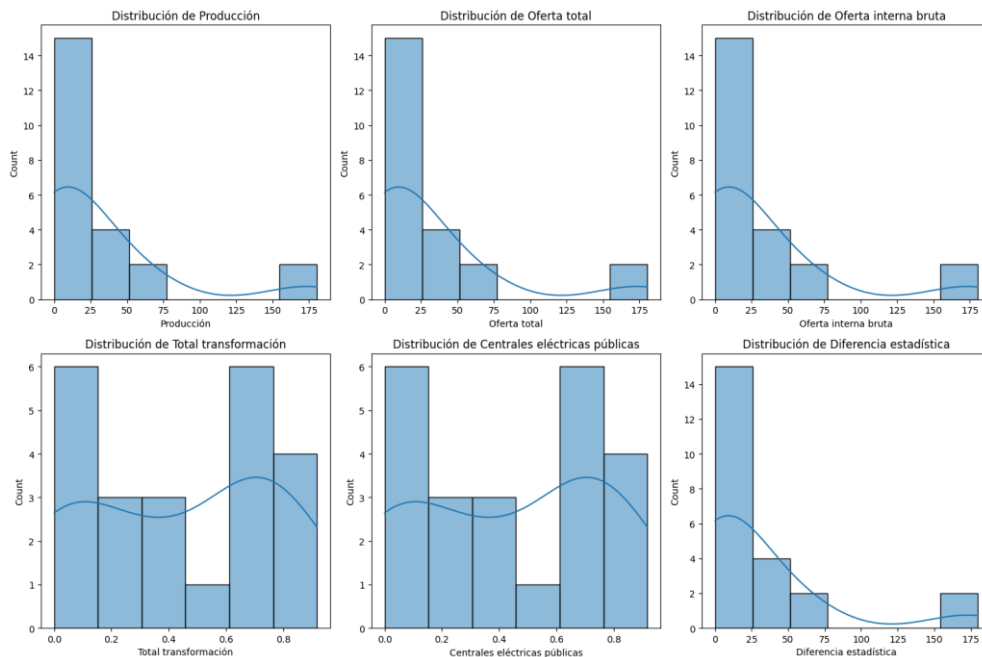 Distribución de Producción
Distribución de Oferta total
Distribución de Oferta interna bruta
Count
14
12
10
8
6
4
2
0
0 25 50 75 100 125 150 175
Producción
Count
14
12
10
8
6
4
2
0
0 25 50 75 100 125 150 175
Oferta total
Count
14
12
10
8
6
4
2
0
0 25 50 75 100 125 150 175
Oferta interna bruta
Distribución de Total transformación
Distribución de Centrales eléctricas públicas
Distribución de Diferencia estadística
Count
6
5
4
3
2
1
0
0.0 0.2 0.4 0.6 0.8
Total transformación
Count
6
5
4
3
2
1
0
0.0 0.2 0.4 0.6 0.8
Centrales eléctricas públicas
Count
14
12
10
8
6
4
2
0
0 25 50 75 100 125 150 175
Diferencia estadística